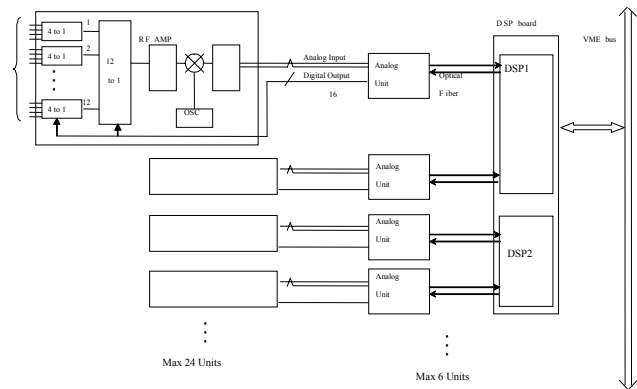 DSP board
VME bus
4 to 1
1
RF AMP
4 to 1
2
12
to 1
Analog Input
Analog
Unit
DSP1
Digital Output
Optical
Fiber
16
4 to 1
12
OSC
Analog
Unit
Analog
Unit
DSP2
Analog
Unit
Max 24 Units
Max 6 Units